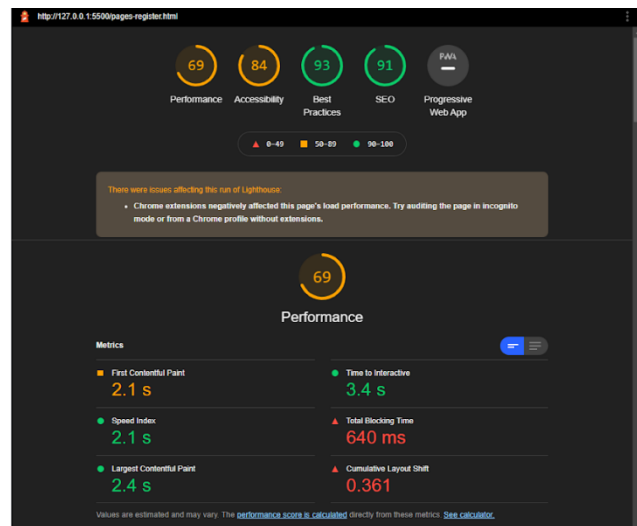 http://127.0.0.1:5500/pages-register.html
69
84
93
91
PWA
Performance
Accessibility
Best
Practices
SEO
Progressive
Web App
0-49
50-89
90-100
There were issues affecting this run of Lighthouse:
Chrome extensions negatively affected this page's load performance. Try auditing the page in incognito
mode or from a Chrome profile without extensions.
69
Performance
Metrics
First Contentful Paint
2.1 s
Time to Interactive
3.4 s
Speed Index
2.1 s
Total Blocking Time
640 ms
Largest Contentful Paint
2.4 s
Cumulative Layout Shift
0.361
Values are estimated and may vary. The performance score is calculated directly from these metrics. See calculator.